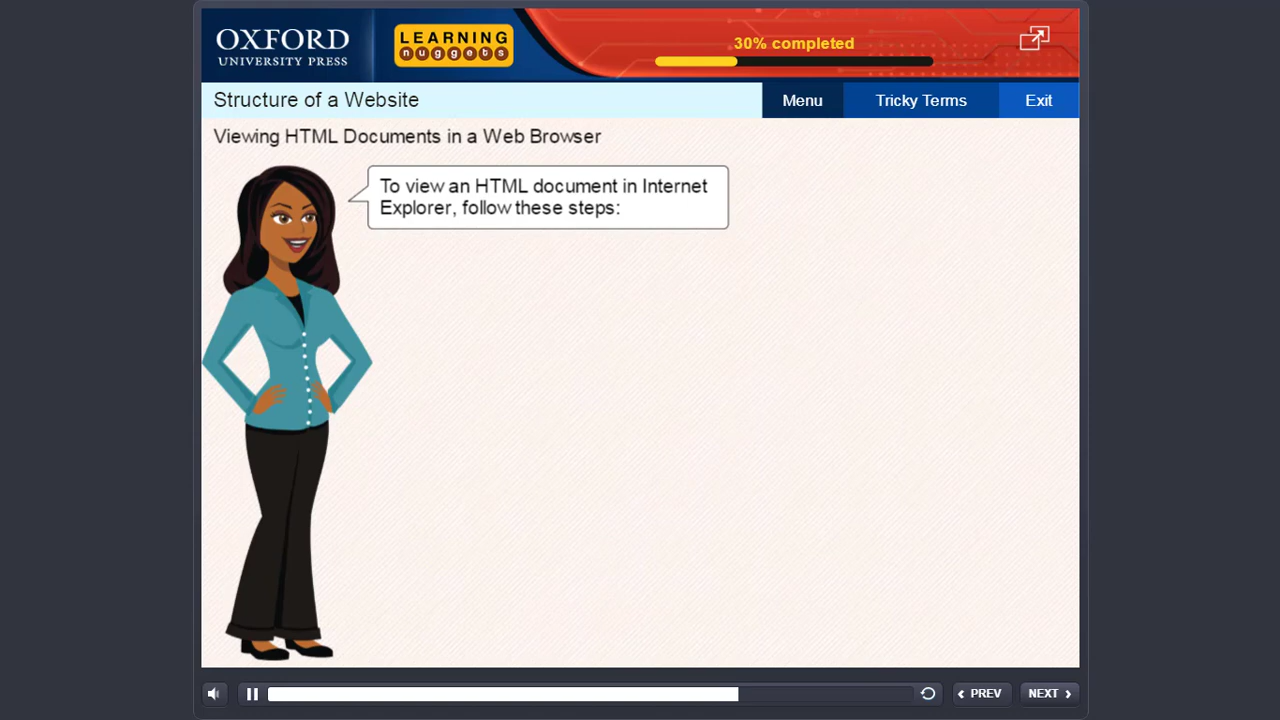 OXFORD
UNIVERSITY PRESS
LEARNING
nuggets
30% completed
Structure of a Website
Menu
Tricky Terms
Exit
Viewing HTML Documents in a Web Browser
To view an HTML document in Internet
Explorer, follow these steps:
PREV
NEXT